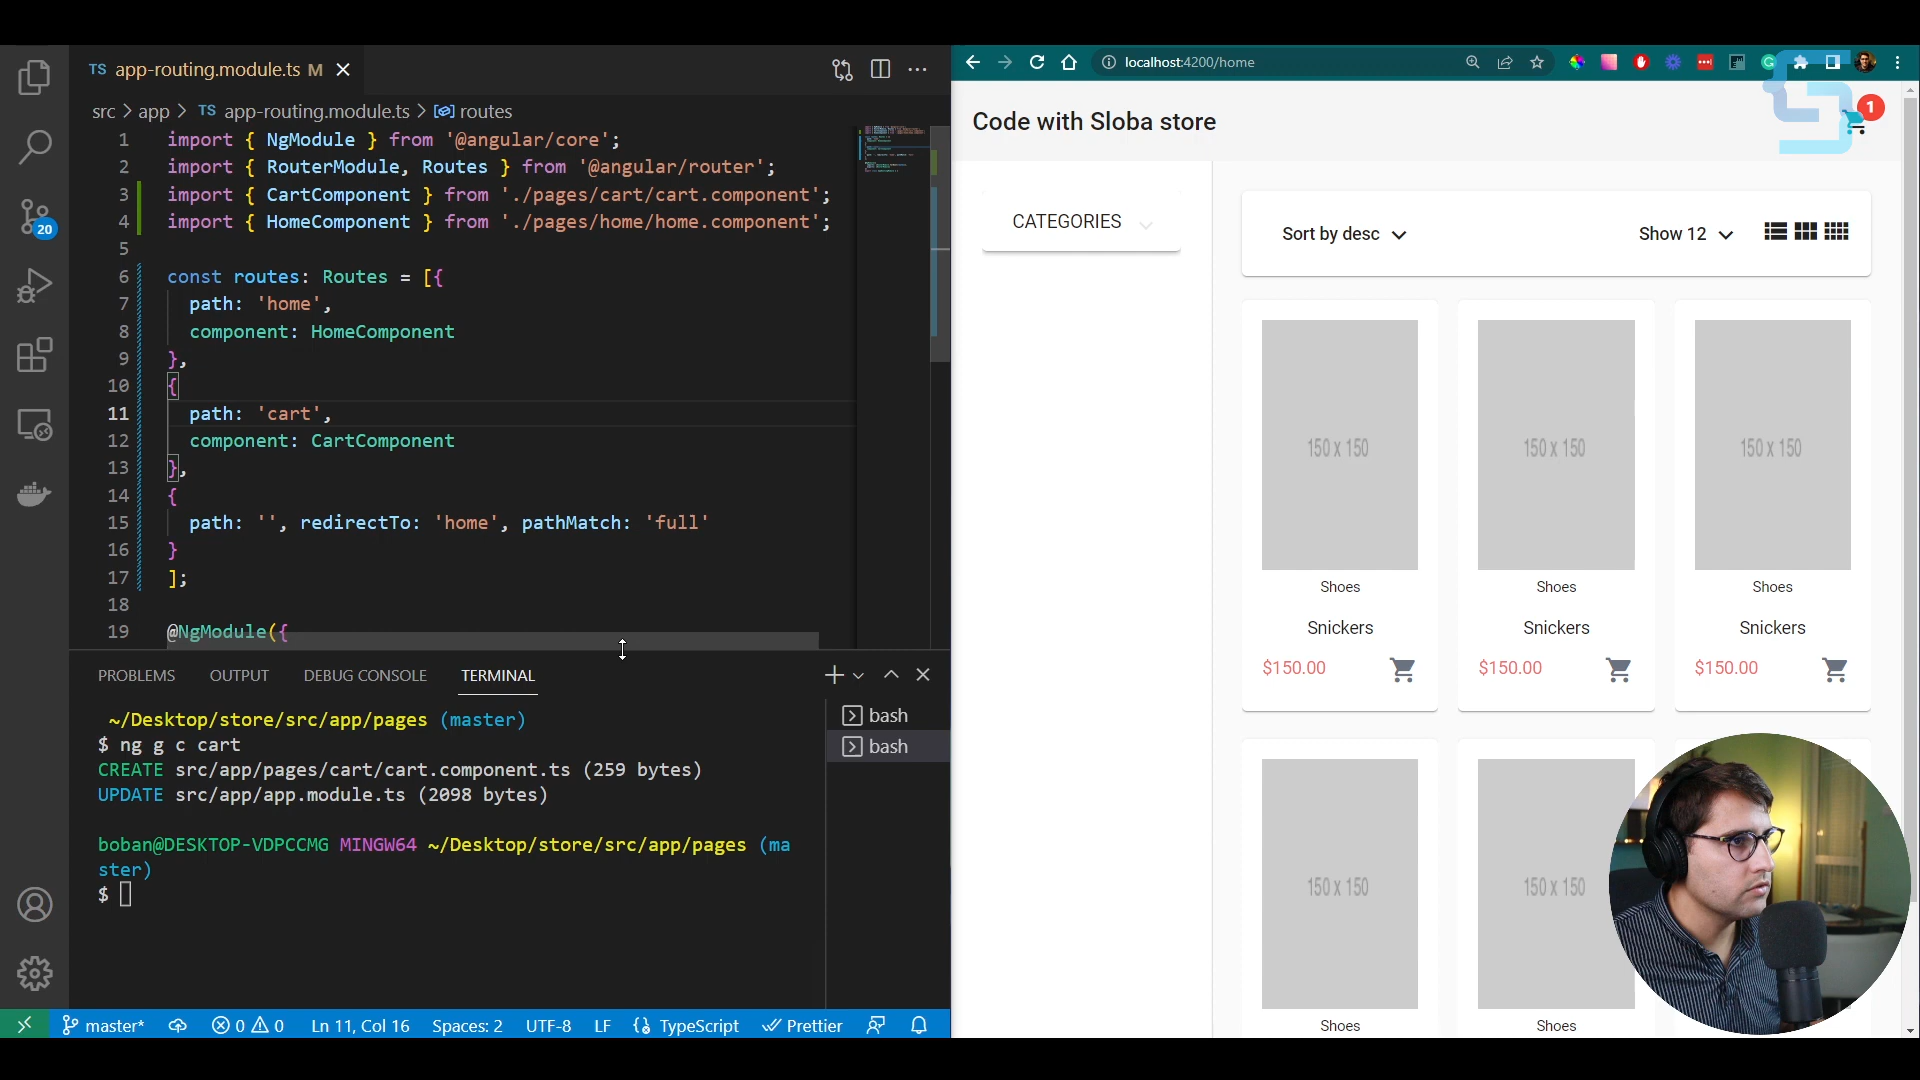 TS app-routing.module.ts M
src > app > TS app-routing.module.ts > routes
1 import { NgModule } from '@angular/core';
2 import { RouterModule, Routes } from '@angular/router';
3 import { CartComponent } from './pages/cart/cart.component';
4 import { HomeComponent } from './pages/home/home.component';
5
6 const routes: Routes = [{
7 path: 'home',
8 component: HomeComponent
9 },
10 {
11 path: 'cart',
12 component: CartComponent
13 },
14 {
15 path: '', redirectTo: 'home', pathMatch: 'full'
16 }
17 ];
18
19 @NgModule({
20
PROBLEMS OUTPUT DEBUG CONSOLE TERMINAL
~/Desktop/store/src/app/pages (master)
$ ng g c cart
CREATE src/app/pages/cart/cart.component.ts (259 bytes)
UPDATE src/app/app.module.ts (2098 bytes)
boban@DESKTOP-VDPCCMG MINGW64 ~/Desktop/store/src/app/pages (ma
ster)
$
bash
bash
master* 0 0 Ln 11, Col 16 Spaces: 2 UTF-8 LF TypeScript Prettier
localhost:4200/home
Code with Sloba store
1
CATEGORIES
Sort by desc
Show 12
150 x 150 150 x 150 150 x 150
Shoes Shoes Shoes
Snickers Snickers Snickers
$150.00 $150.00 $150.00
150 x 150 150 x 150
Shoes Shoes